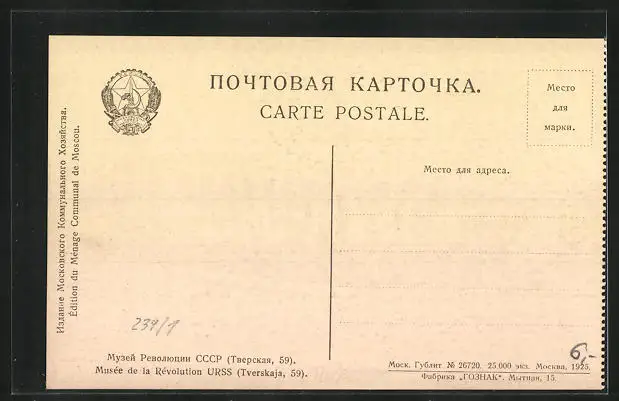 ПОЧТОВАЯ КАРТОЧКА.
CARTE POSTALE.
Место
для
марки.
Место для адреса.
Издание Московского Коммунального Хозяйства.
Édition du Ménage Communal de Moscou.
239/1
Музей Революции СССР (Тверская, 59).
Musée de la Révolution URSS (Tverskaja, 59).
6,-
Моск. Гублит № 26720. 25.000 экз. Москва, 1925.
Фабрика „ГОЗНАК“. Мытная, 15.